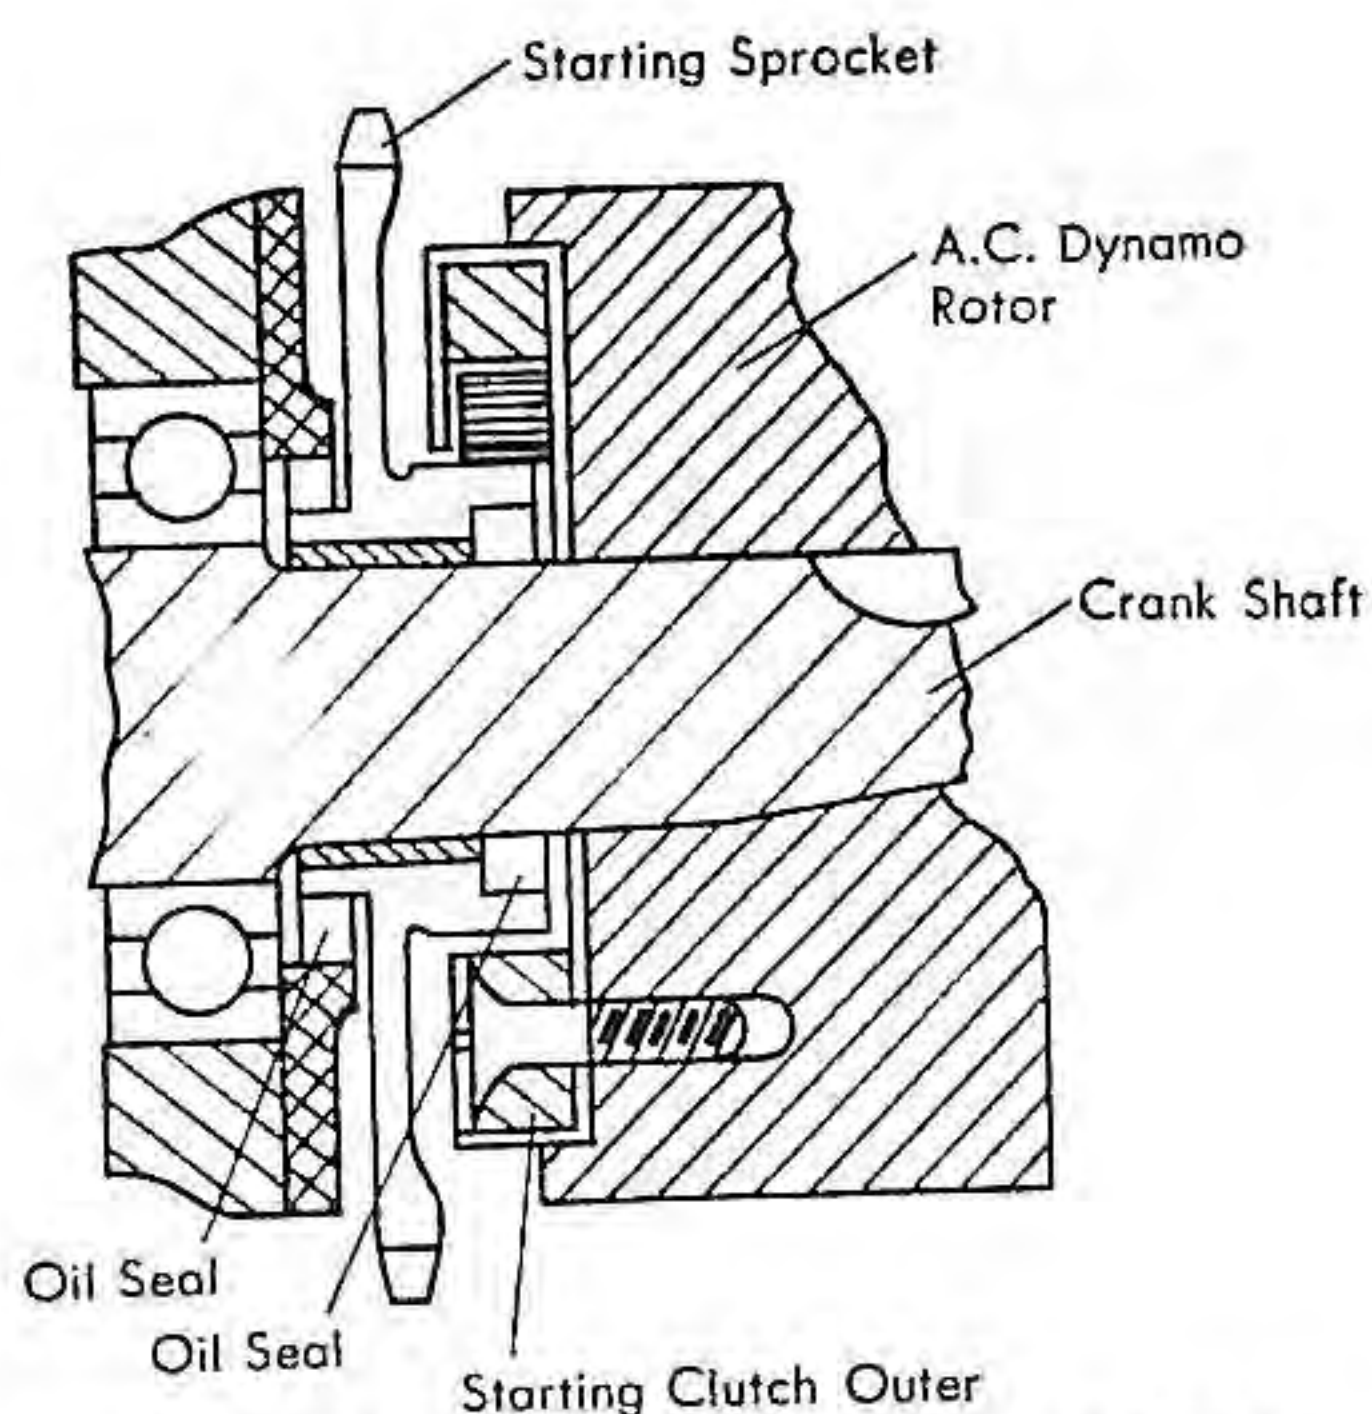 Starting Sprocket
A.C. Dynamo
Rotor
Crank Shaft
Oil Seal
Oil Seal
Starting Clutch Outer